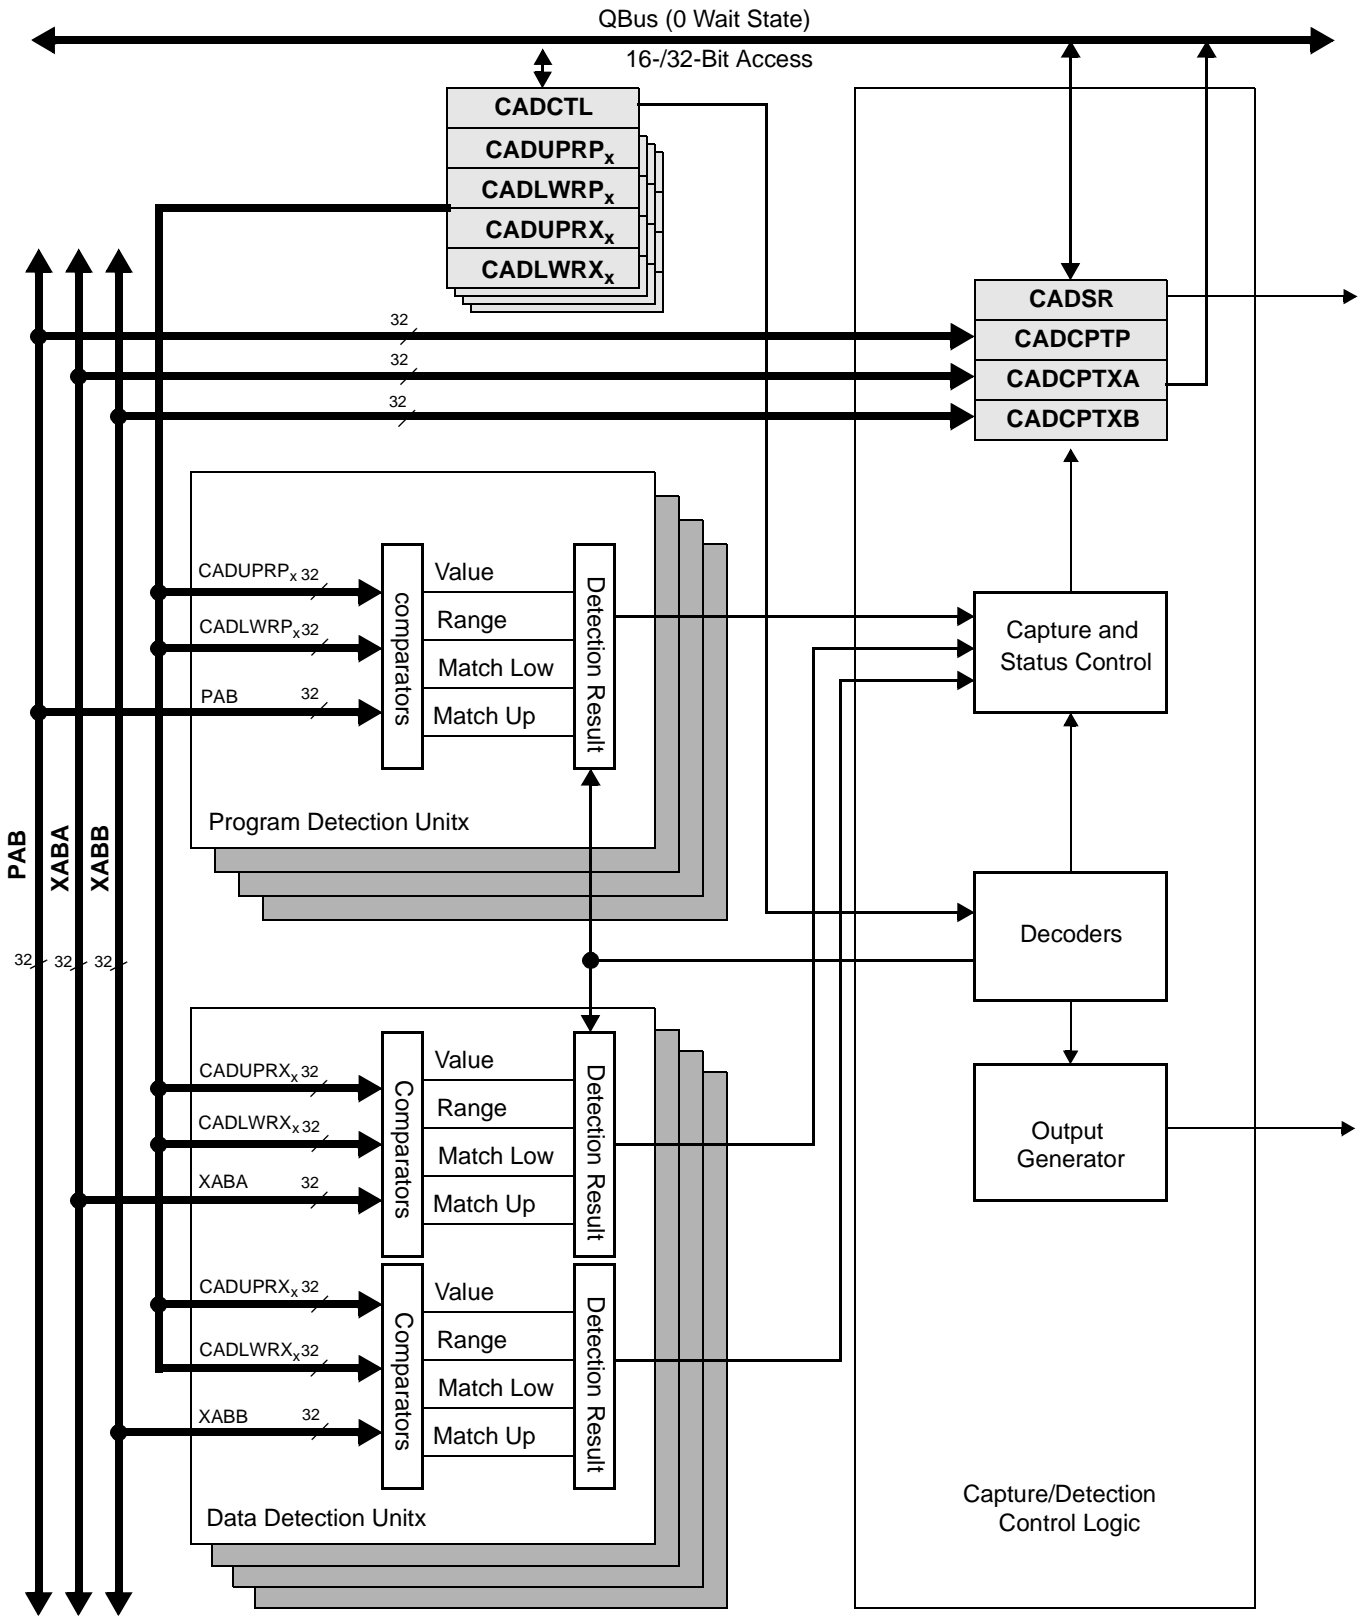 QBus (0 Wait State)
16-/32-Bit Access
CADCTL
CADUPRPx
CADLWRPx
CADUPRXx
CADLWRXx
CADSR
CADCPTP
CADCPTXA
CADCPTXB
32
32
32
CADUPRPx 32
CADLWRPx 32
PAB 32
comparators
Value
Range
Match Low
Match Up
Detection Result
Program Detection Unitx
Capture and
Status Control
PAB
XABA
XABB
32
32
32
Decoders
CADUPRXx 32
CADLWRXx 32
XABA 32
Comparators
Value
Range
Match Low
Match Up
Detection Result
Output
Generator
CADUPRXx 32
CADLWRXx 32
XABB 32
Comparators
Value
Range
Match Low
Match Up
Detection Result
Data Detection Unitx
Capture/Detection
Control Logic